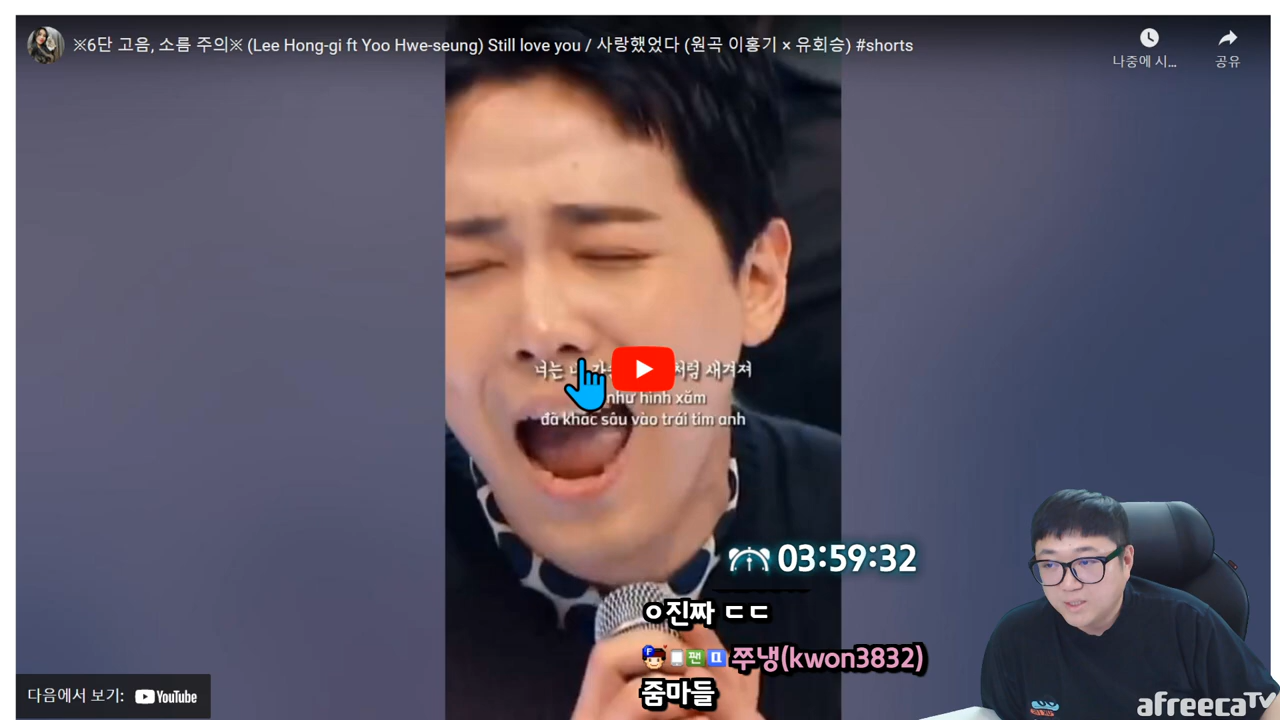 ※6단 고음, 소름 주의※ (Lee Hong-gi ft Yoo Hwe-seung) Still love you / 사랑했었다 (원곡 이홍기 × 유회승) #shorts
나중에 시...
공유
너는 처럼 새겨져
như hình xăm
đã khắc sâu vào trái tim anh
03:59:32
ㅇ진짜 ㄷㄷ
F 팬 쭈냉(kwon3832)
줌마들
다음에서 보기: YouTube
afreecaTV